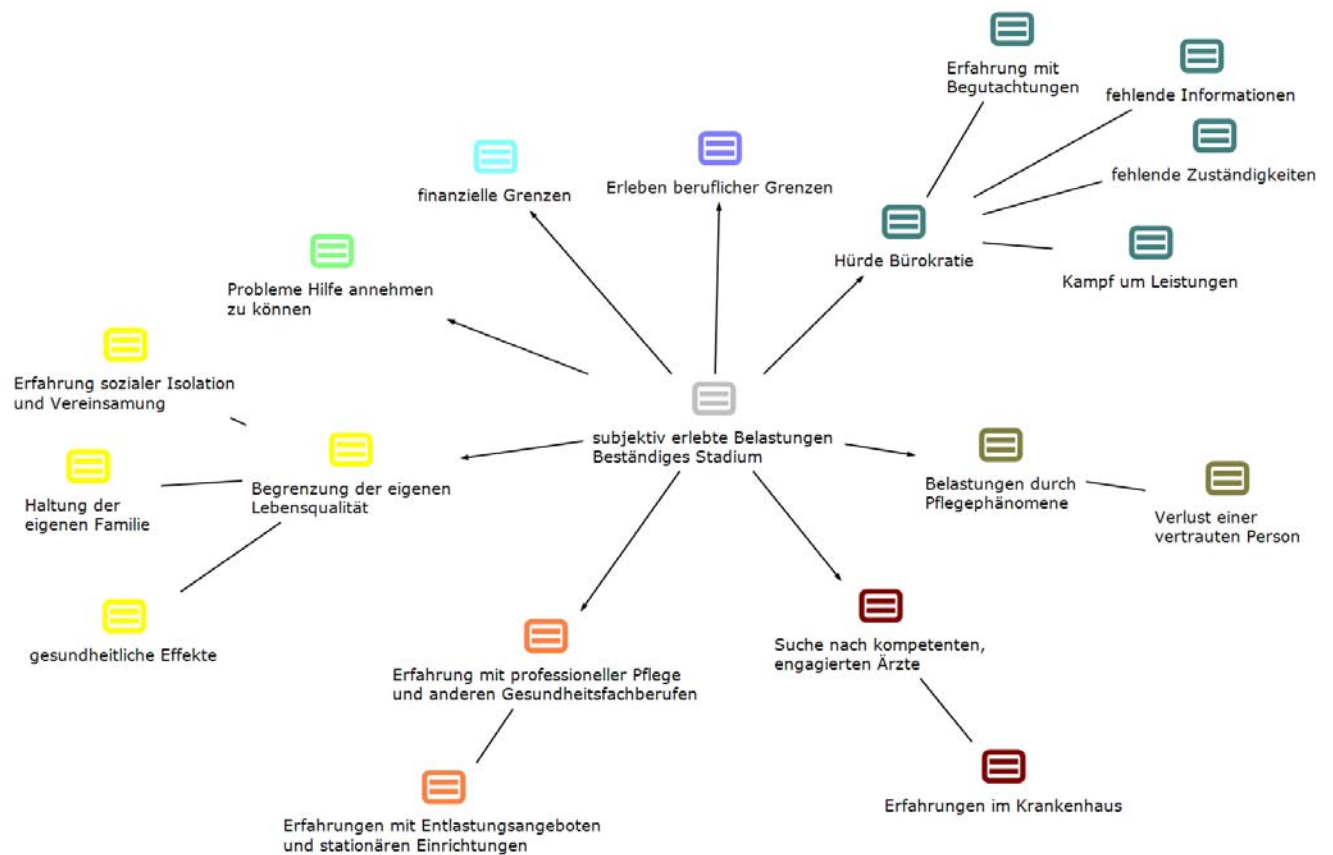 Erfahrung mit
Begutachtungen
fehlende Informationen
fehlende Zuständigkeiten
finanzielle Grenzen
Erleben beruflicher Grenzen
Hürde Bürokratie
Kampf um Leistungen
Probleme Hilfe annehmen
zu können
Erfahrung sozialer Isolation
und Vereinsamung
subjektiv erlebte Belastungen
Beständiges Stadium
Haltung der
eigenen Familie
Begrenzung der eigenen
Lebensqualität
Belastungen durch
Pflegephänomene
Verlust einer
vertrauten Person
gesundheitliche Effekte
Erfahrung mit professioneller Pflege
und anderen Gesundheitsfachberufen
Suche nach kompetenten,
engagierten Ärzte
Erfahrungen mit Entlastungsangeboten
und stationären Einrichtungen
Erfahrungen im Krankenhaus